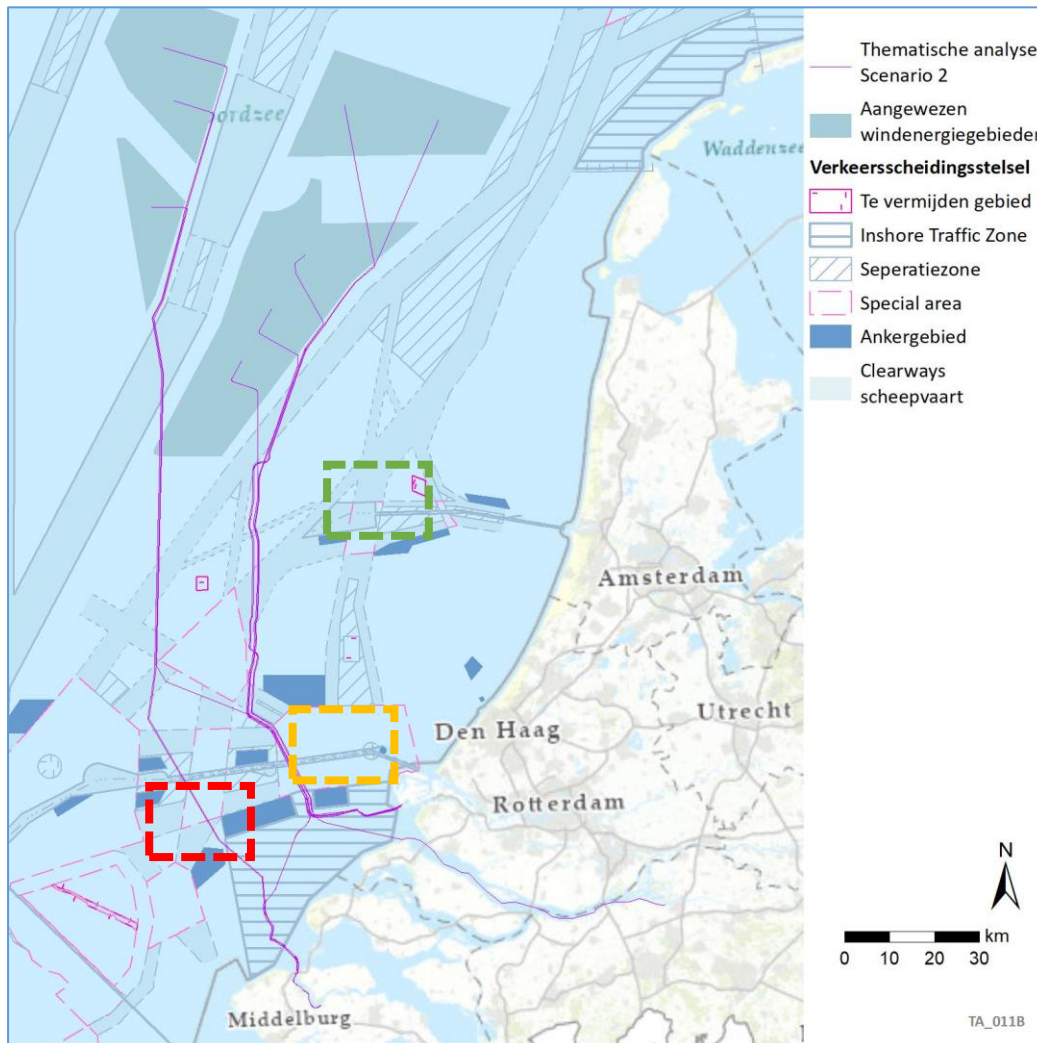 ordzee
Waddenzee
Amsterdam
Den Haag
Utrecht
Rotterdam
Middelburg
Thematische analyse
Scenario 2
Aangewezen
windenergiegebieden
Verkeersscheidingsstelsel
Te vermijden gebied
Inshore Traffic Zone
Seperatiezone
Special area
Ankergebied
Clearways
scheepvaart
N
km
0 10 20 30
TA_011B